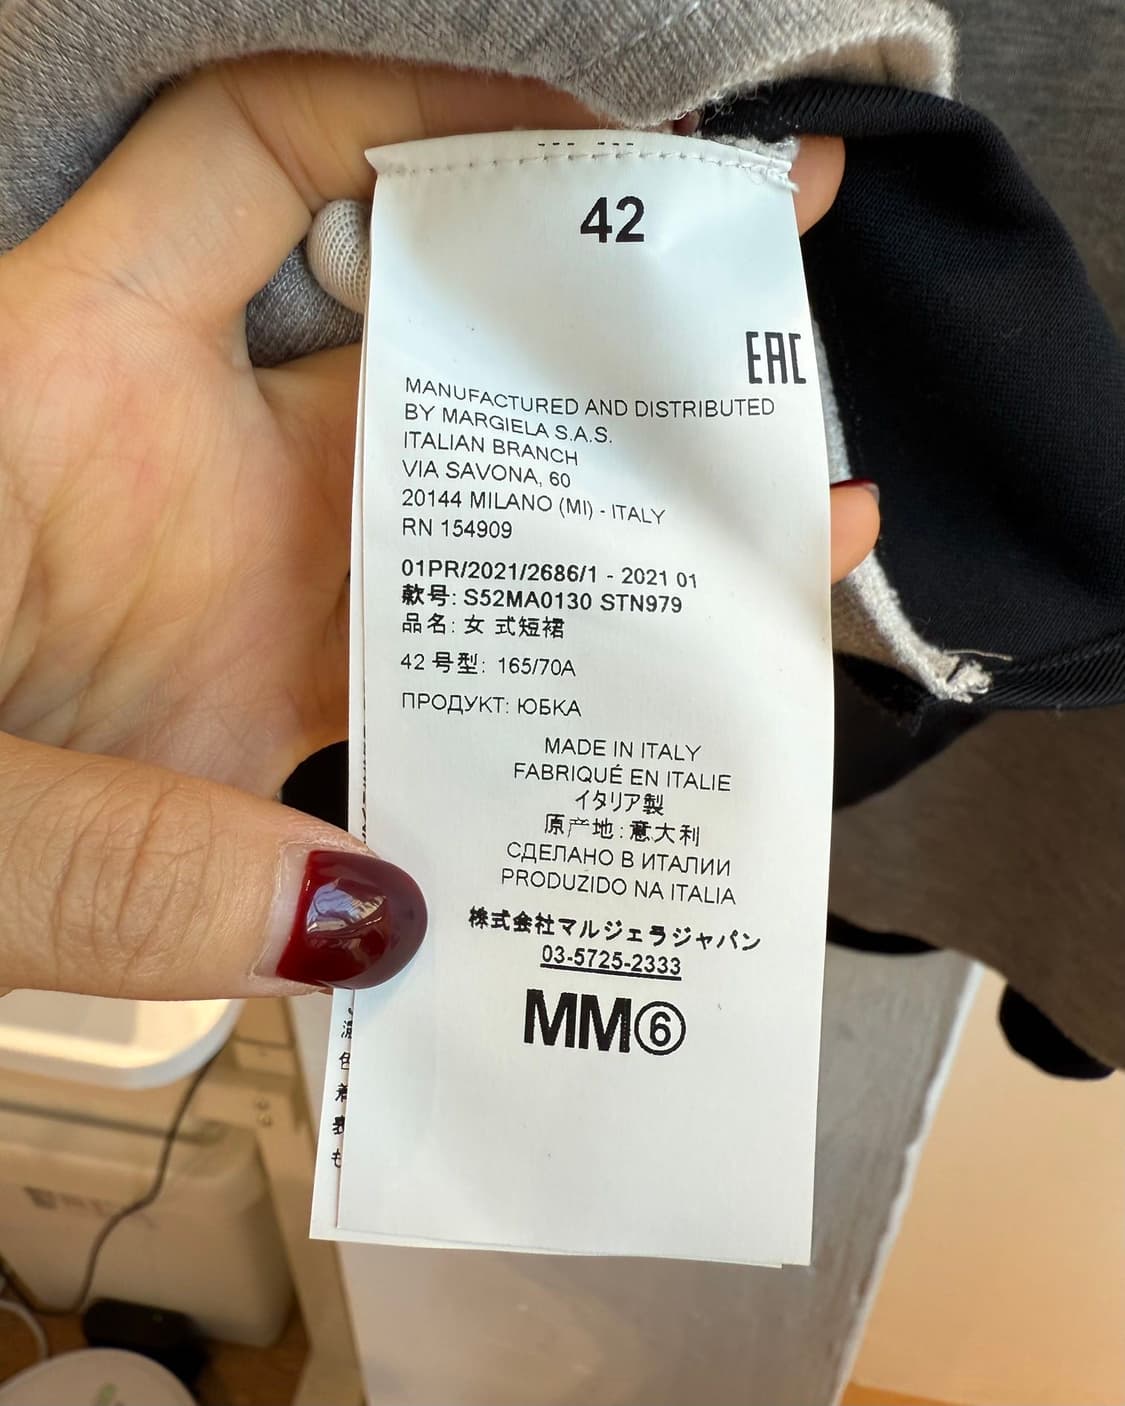 42
EAC
MANUFACTURED AND DISTRIBUTED
BY MARGIELA S.A.S.
ITALIAN BRANCH
VIA SAVONA, 60
20144 MILANO (MI) - ITALY
RN 154909
01PR/2021/2686/1 - 2021 01
款号: S52MA0130 STN979
品名: 女 式短裙
42 号型: 165/70A
ПРОДУКТ: ЮБКА
MADE IN ITALY
FABRIQUÉ EN ITALIE
イタリア製
原产地:意大利
СДЕЛАНО В ИТАЛИИ
PRODUZIDO NA ITALIA
株式会社マルジェラジャパン
03-5725-2333
MM⑥
色
着
表
も